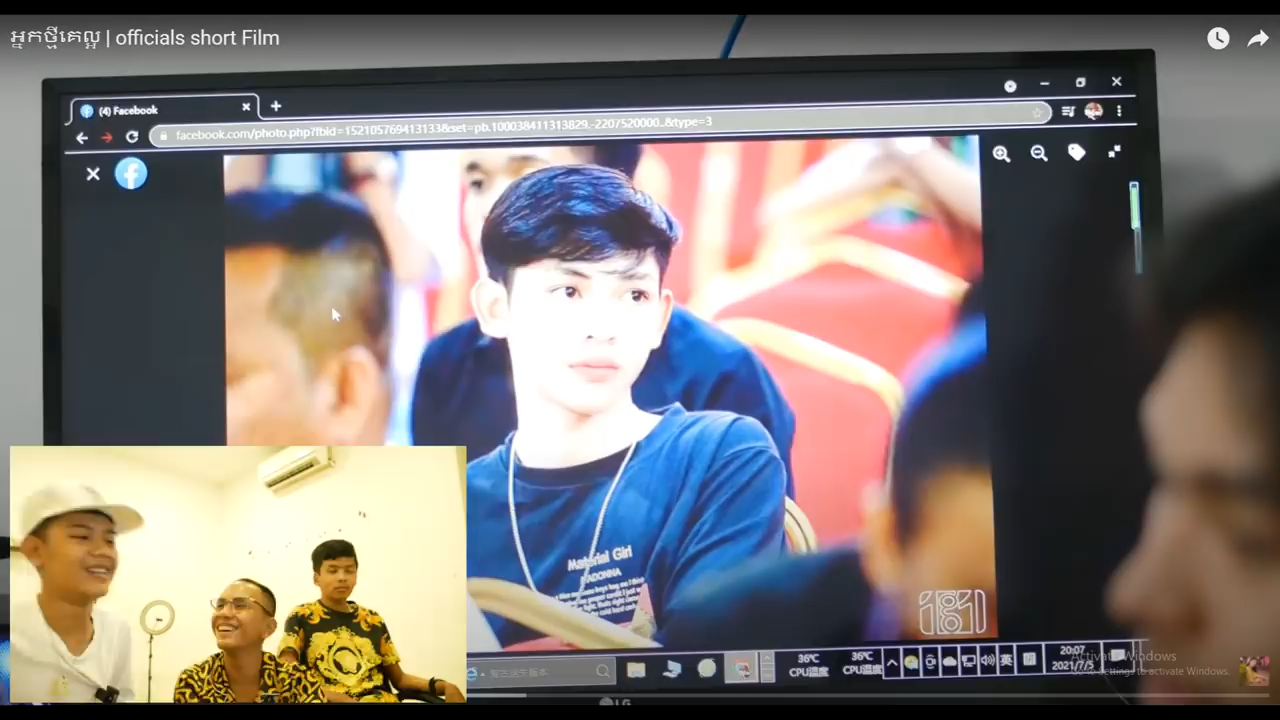 អ្នកថ្មីគេល្អ | officials short Film
(4) Facebook
facebook.com/photo.php?fbid=152105769413133&set=pb.100038411313829.-2207520000..&type=3
Material Girl
MADONNA
181
36℃
CPU温度
36℃
CPU温度
英
20:07
2021/7/5
Activate Windows
Go to Settings to activate Windows.
LG